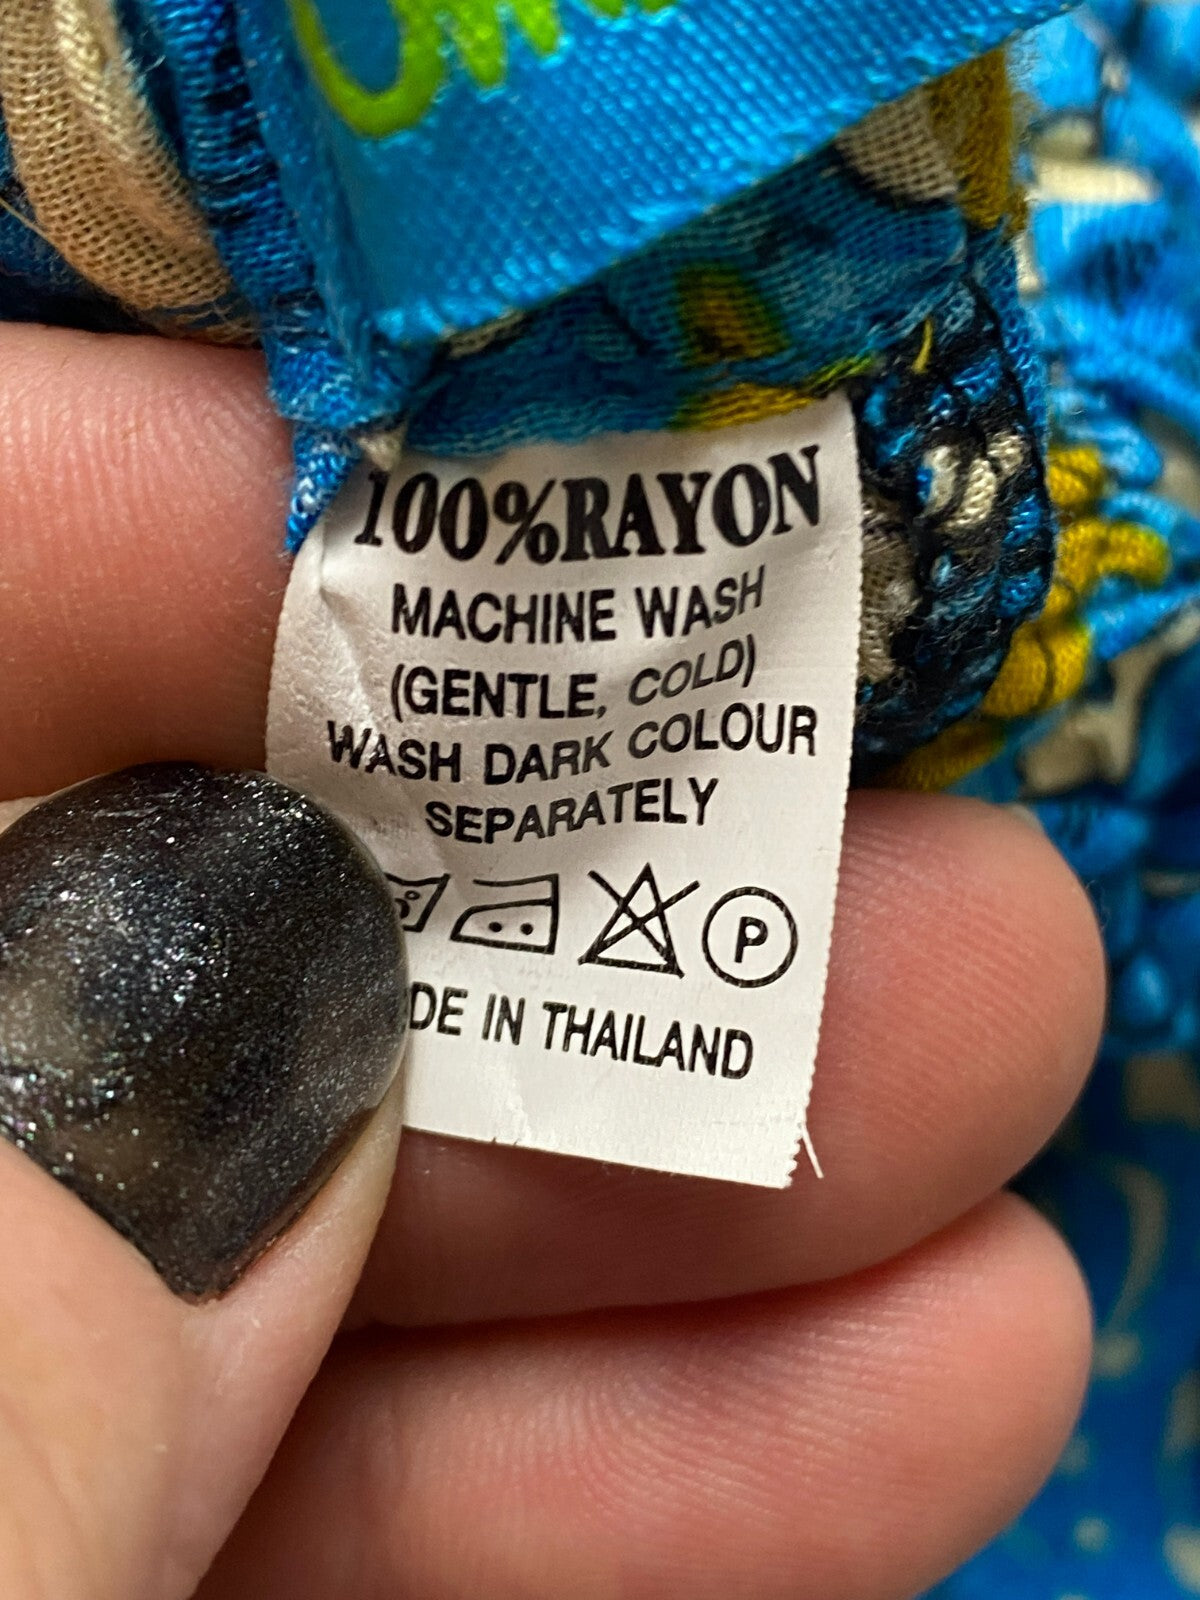 100%RAYON
MACHINE WASH
(GENTLE, COLD)
WASH DARK COLOUR
SEPARATELY
P
DE IN THAILAND